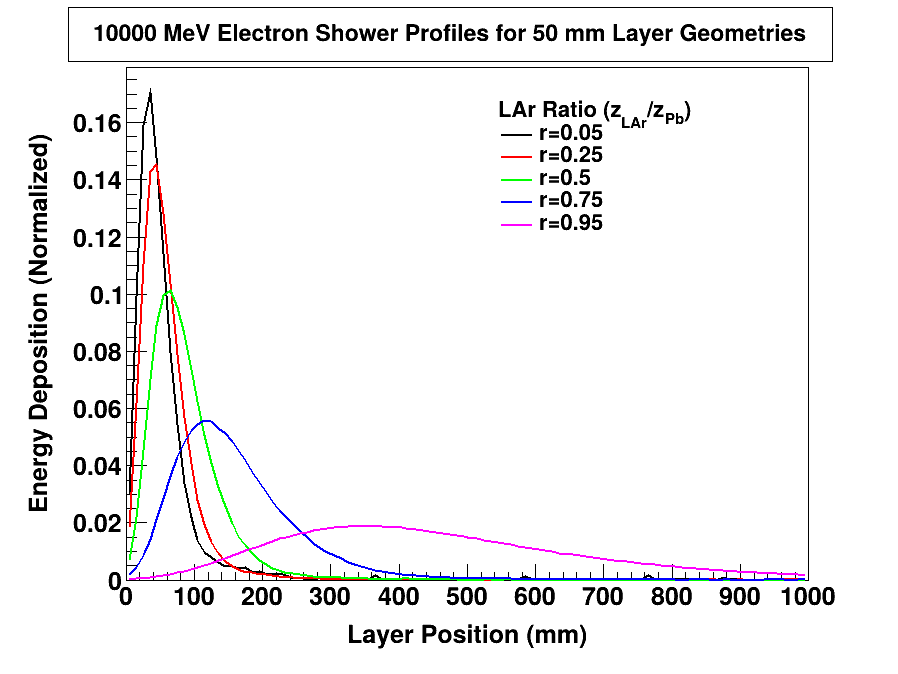 10000 MeV Electron Shower Profiles for 50 mm Layer Geometries
Energy Deposition (Normalized)
0.16
0.14
0.12
0.1
0.08
0.06
0.04
0.02
0
LAr Ratio (z_LAr/z_Pb)
r=0.05
r=0.25
r=0.5
r=0.75
r=0.95
0 100 200 300 400 500 600 700 800 900 1000
Layer Position (mm)